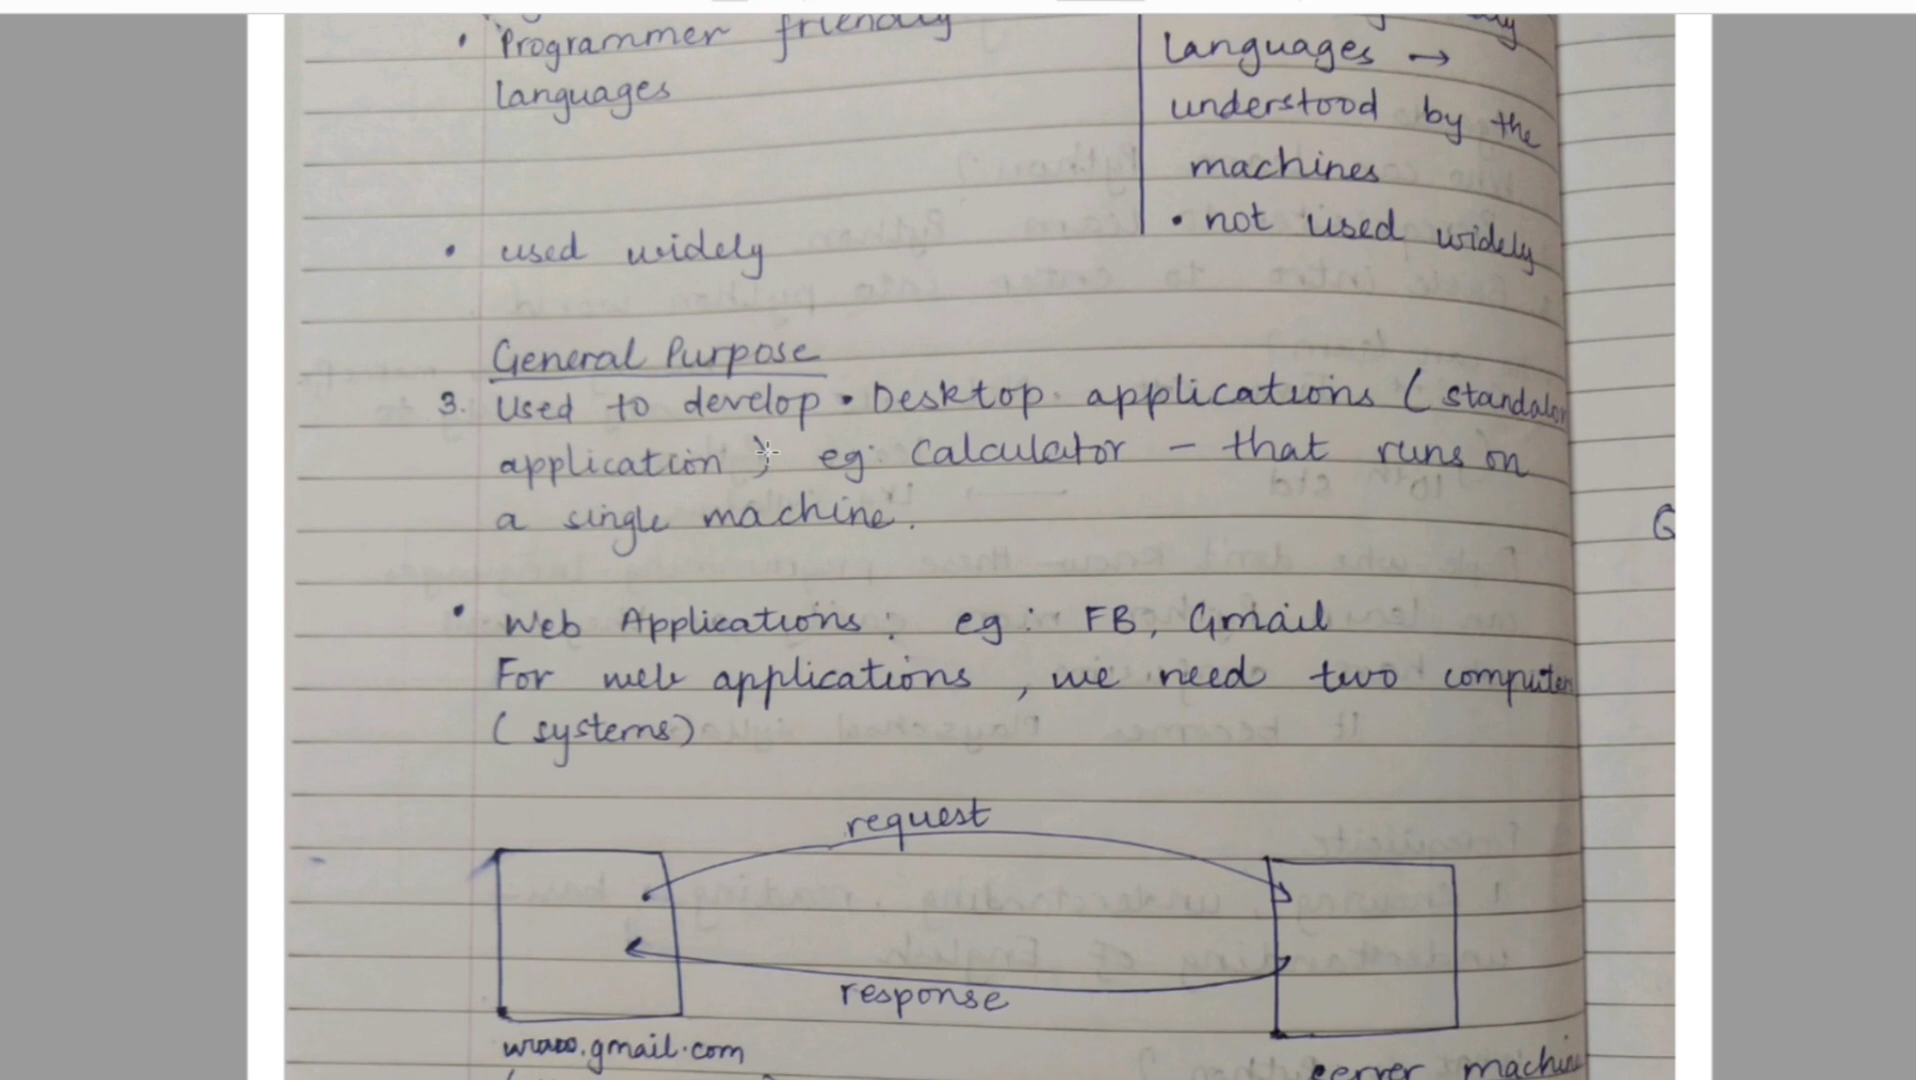 • Programmer friendly
languages
• used widely
languages →
understood by the
machines
• not used widely
General Purpose
3. Used to develop • Desktop applications (standalon
application) eg: Calculator - that runs on
a single machine.
• Web Applications: eg: FB, Gmail
For web applications, we need two computer
(systems)
request
response
www.gmail.com
server machine